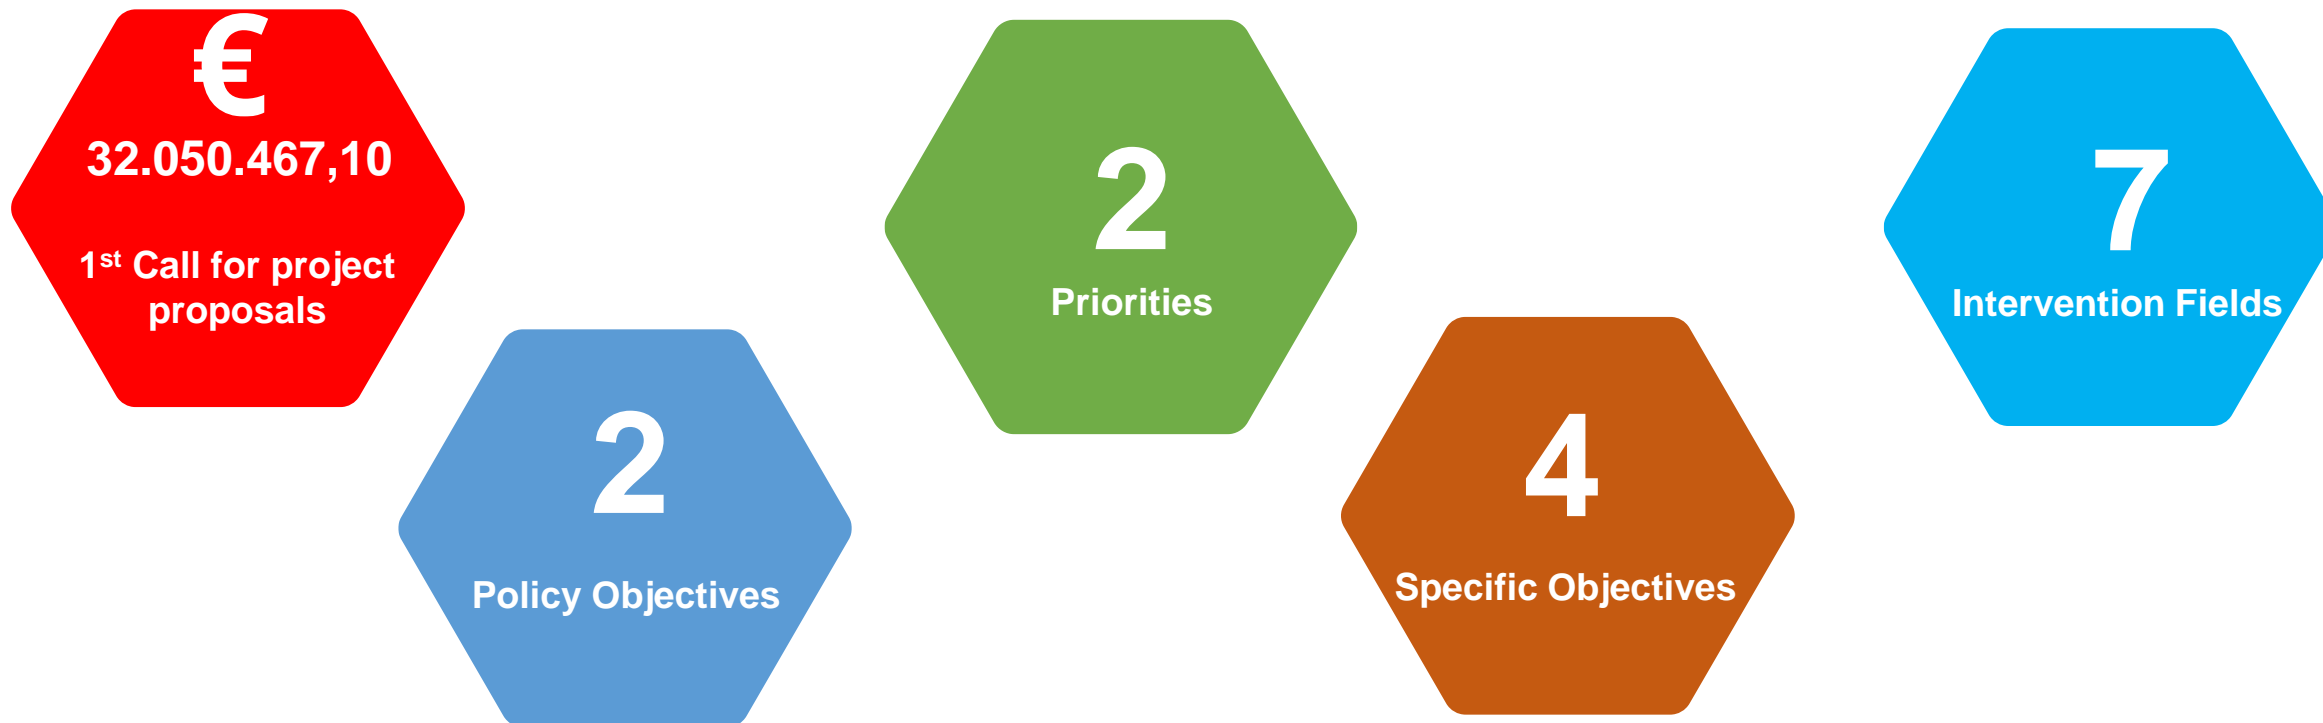 €
32.050.467,10
1st Call for project
proposals
2
Policy Objectives
2
Priorities
4
Specific Objectives
7
Intervention Fields